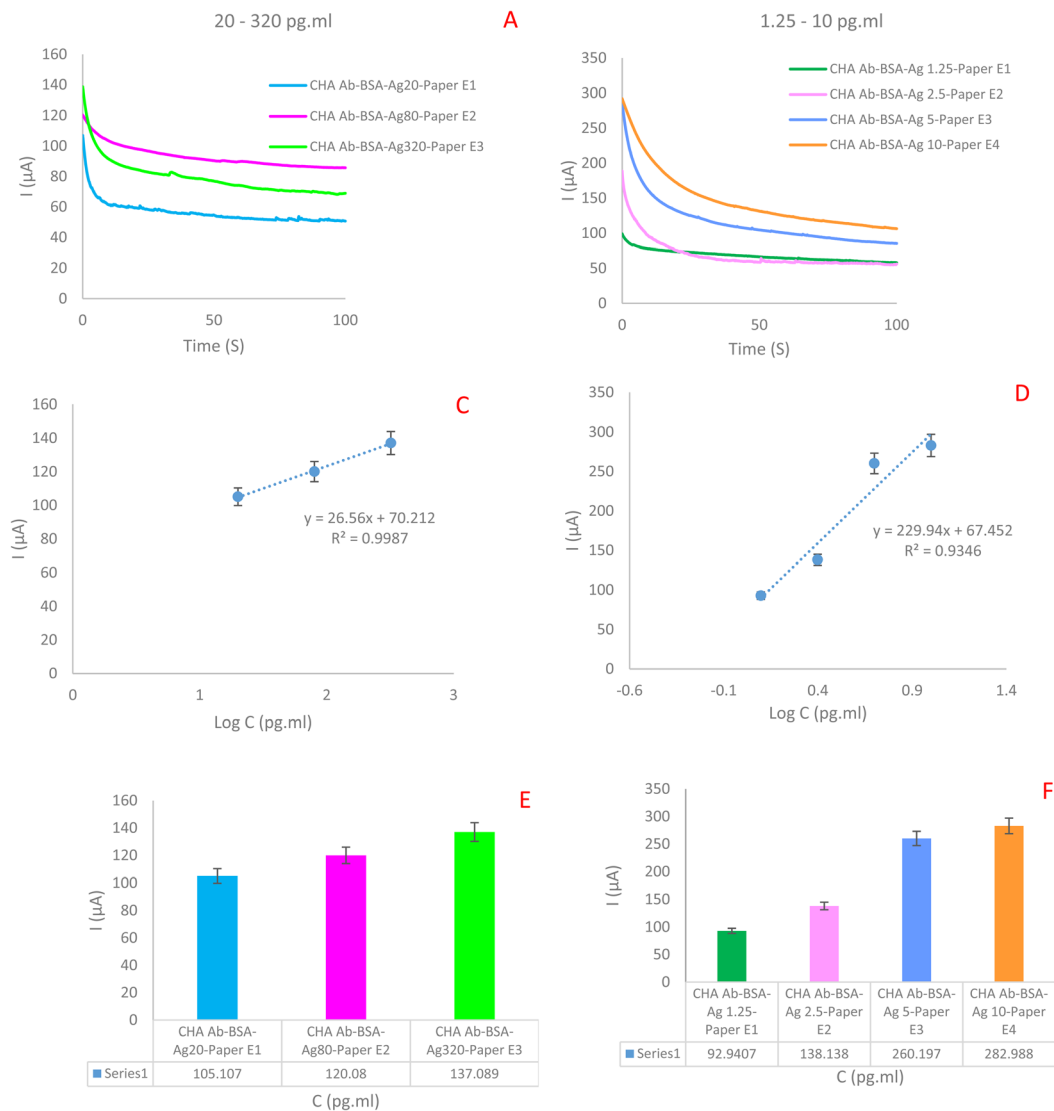 20 - 320 pg.ml
A
160
140
120
100
80
60
40
20
0
I (µA)
0
50
100
Time (S)
CHA Ab-BSA-Ag20-Paper E1
CHA Ab-BSA-Ag80-Paper E2
CHA Ab-BSA-Ag320-Paper E3
1.25 - 10 pg.ml
350
300
250
200
150
100
50
0
I (µA)
0
50
100
Time (S)
CHA Ab-BSA-Ag 1.25-Paper E1
CHA Ab-BSA-Ag 2.5-Paper E2
CHA Ab-BSA-Ag 5-Paper E3
CHA Ab-BSA-Ag 10-Paper E4
C
160
140
120
100
80
60
40
20
0
I (µA)
y = 26.56x + 70.212
R² = 0.9987
0
1
2
3
Log C (pg.ml)
D
350
300
250
200
150
100
50
0
I (µA)
y = 229.94x + 67.452
R² = 0.9346
-0.6
-0.1
0.4
0.9
1.4
Log C (pg.ml)
E
160
140
120
100
80
60
40
20
0
I (µA)
CHA Ab-BSA-
Ag20-Paper E1
CHA Ab-BSA-
Ag80-Paper E2
CHA Ab-BSA-
Ag320-Paper E3
Series1
105.107
120.08
137.089
C (pg.ml)
F
350
300
250
200
150
100
50
0
I (µA)
CHA Ab-BSA-
Ag 1.25-
Paper E1
CHA Ab-BSA-
Ag 2.5-Paper
E2
CHA Ab-BSA-
Ag 5-Paper
E3
CHA Ab-BSA-
Ag 10-Paper
E4
Series1
92.9407
138.138
260.197
282.988
C (pg.ml)